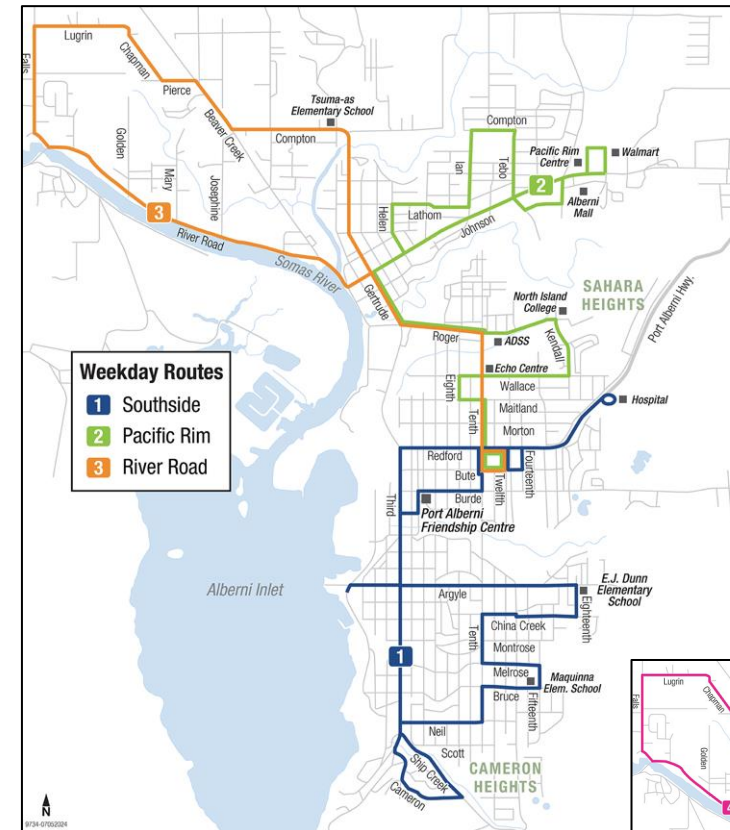 Lugrin
Falls
Chapman
Pierce
Beaver Creek
Tsuma-as
Elementary School
Compton
Golden
Mary
Josephine
3
River Road
Somas River
Compton
Ian
Tebo
Pacific Rim
Centre
Walmart
2
Alberni
Mall
Helen
Lathom
Johnson
Gertrude
SAHARA
HEIGHTS
North Island
College
Port Alberni Hwy.
Roger
ADSS
Kendall
Echo Centre
Eighth
Wallace
Tenth
Maitland
Hospital
Morton
Weekday Routes
1 Southside
2 Pacific Rim
3 River Road
Redford
Fourteenth
Bute
Twelfth
Third
Burde
Port Alberni
Friendship Centre
Alberni Inlet
Argyle
E.J. Dunn
Elementary
School
Eighteenth
China Creek
Tenth
Montrose
1
Melrose
Maquinna
Elem. School
Bruce
Fifteenth
Neil
Scott
Ship Creek
Cameron
CAMERON
HEIGHTS
N
9734-07052024
Lugrin
Falls
Chapman
Golden
4